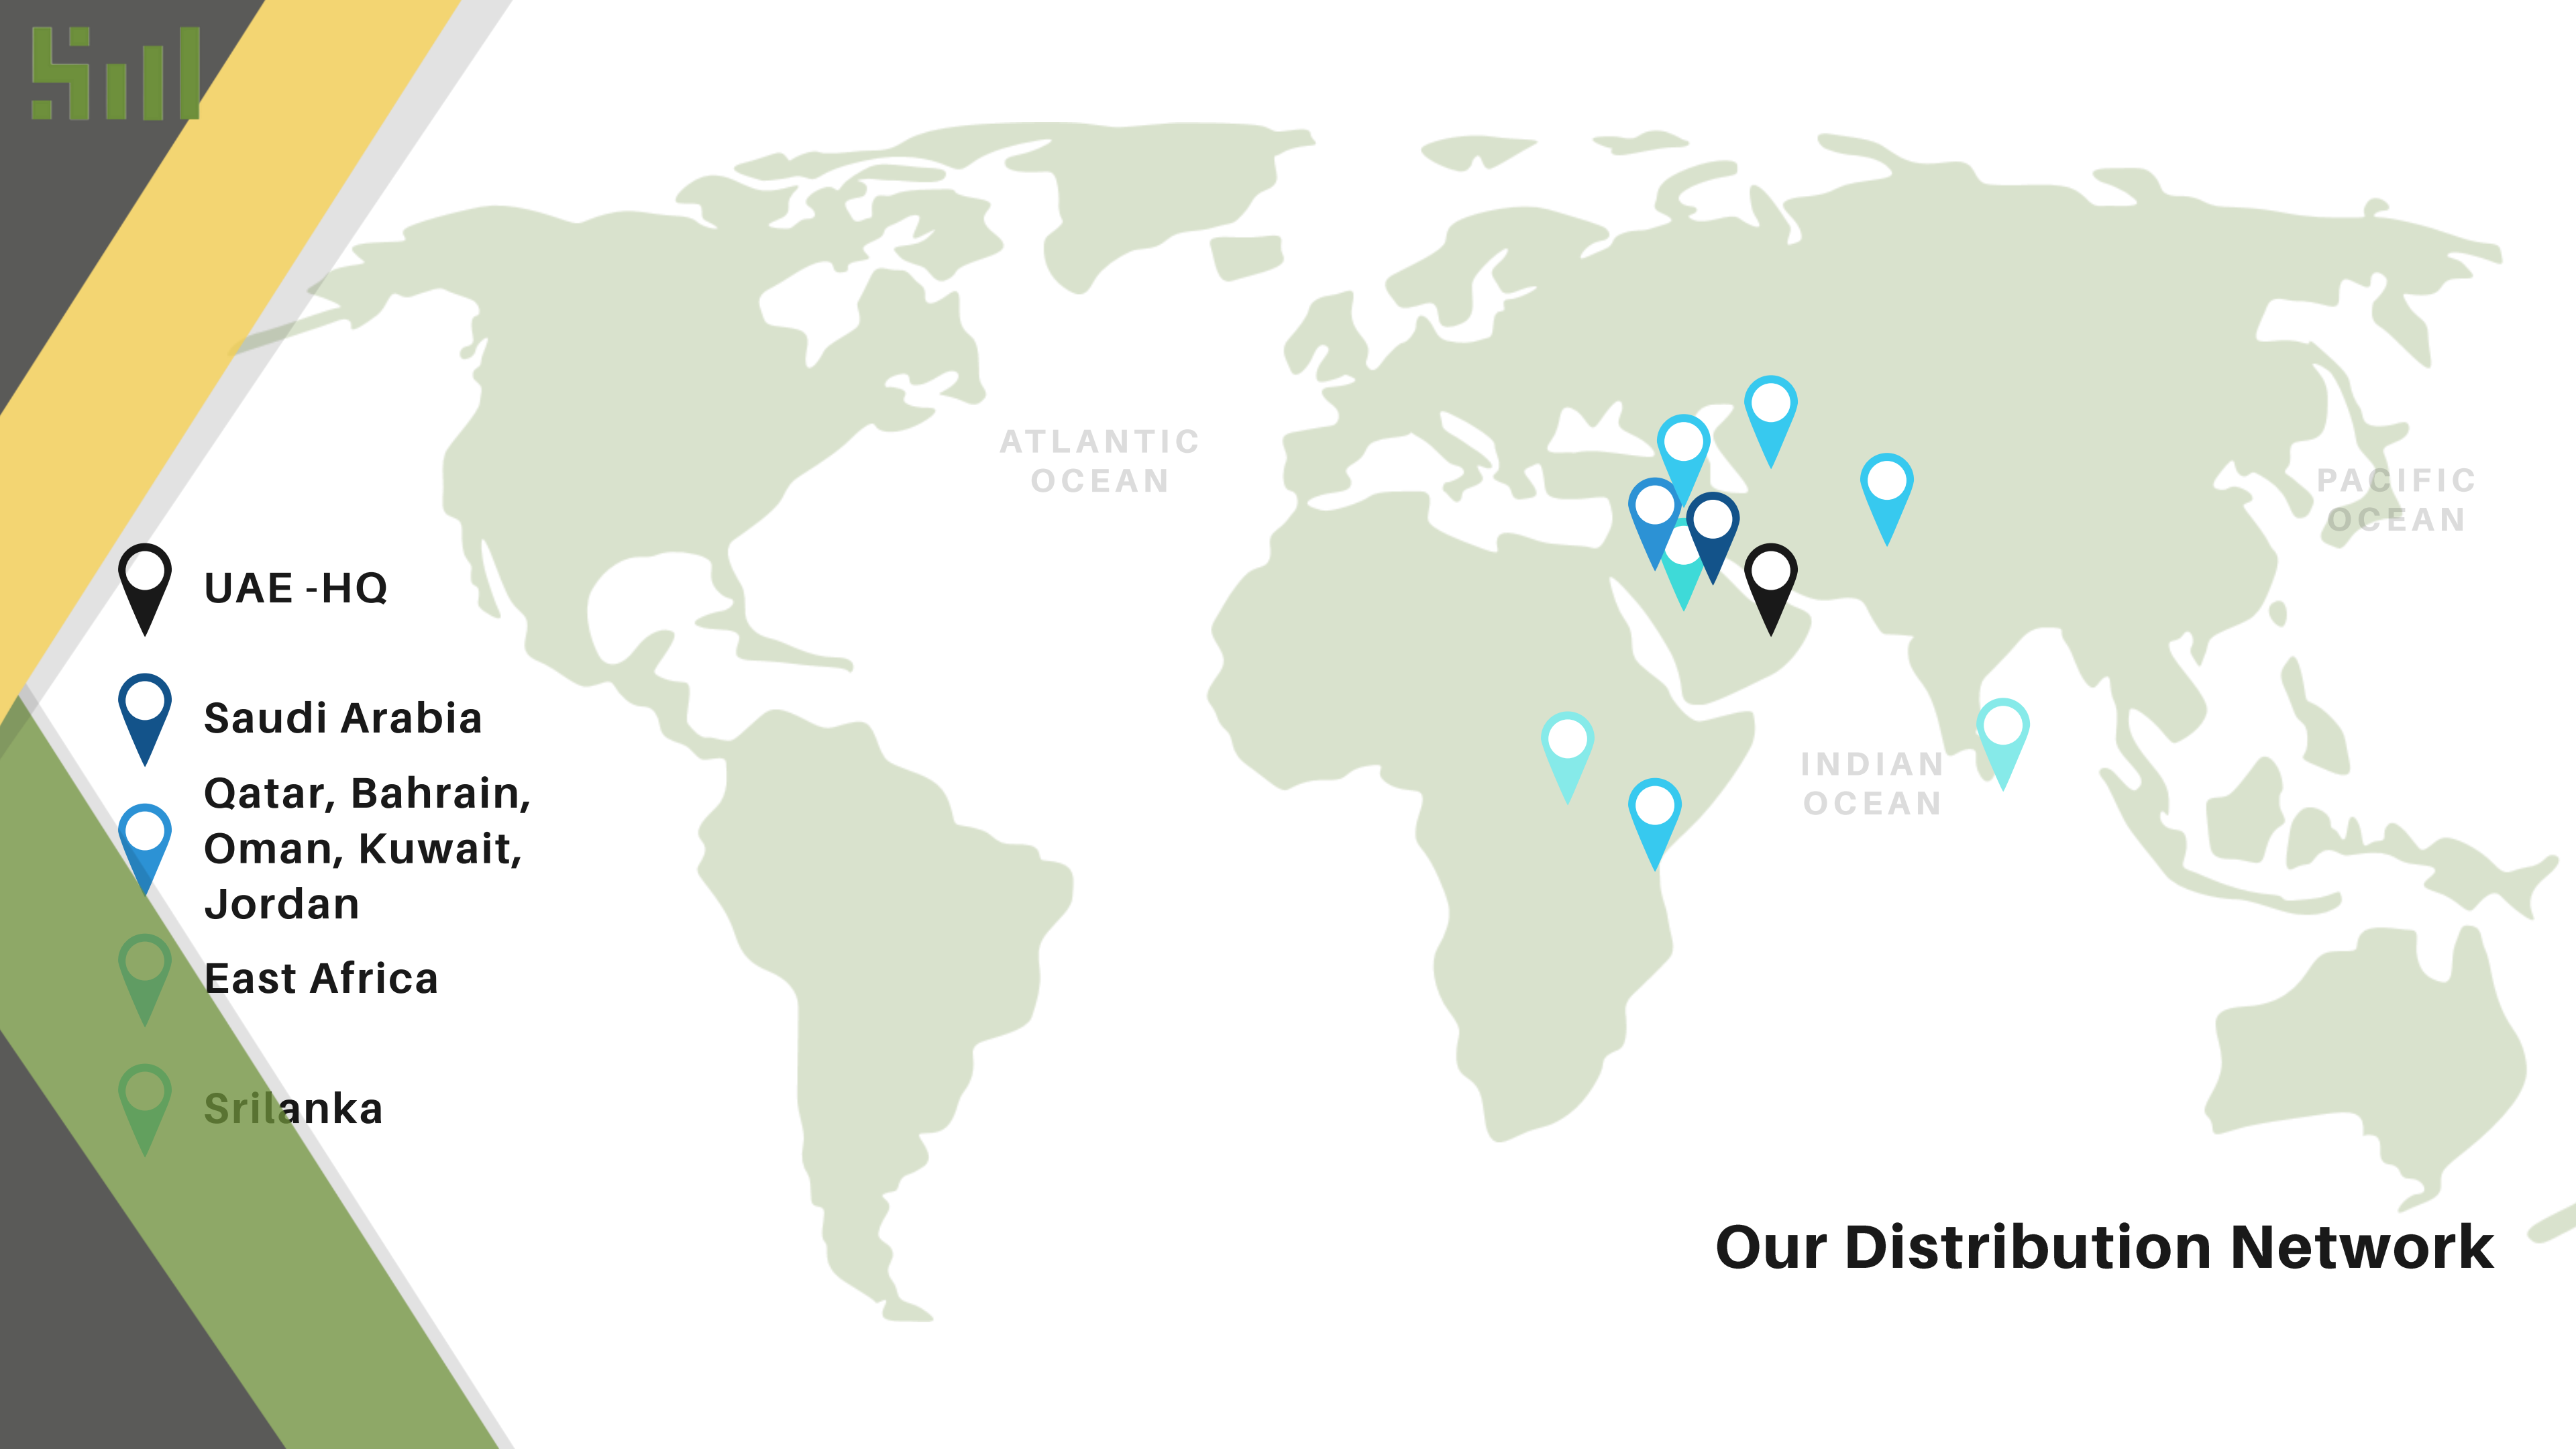 ATLANTIC
OCEAN
PACIFIC
OCEAN
UAE -HQ
Saudi Arabia
Qatar, Bahrain,
Oman, Kuwait,
Jordan
INDIAN
OCEAN
East Africa
Srilanka
Our Distribution Network